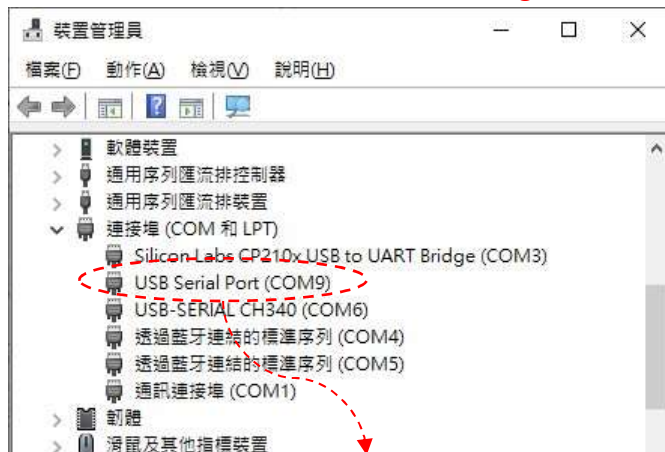 裝置管理員
檔案(F) 動作(A) 檢視(V) 說明(H)
軟體裝置
通用序列匯流排控制器
通用序列匯流排裝置
連接埠 (COM 和 LPT)
Silicon Labs CP210x USB to UART Bridge (COM3)
USB Serial Port (COM9)
USB-SERIAL CH340 (COM6)
透過藍牙連結的標準序列 (COM4)
透過藍牙連結的標準序列 (COM5)
通訊連接埠 (COM1)
韌體
滑鼠及其他指標裝置